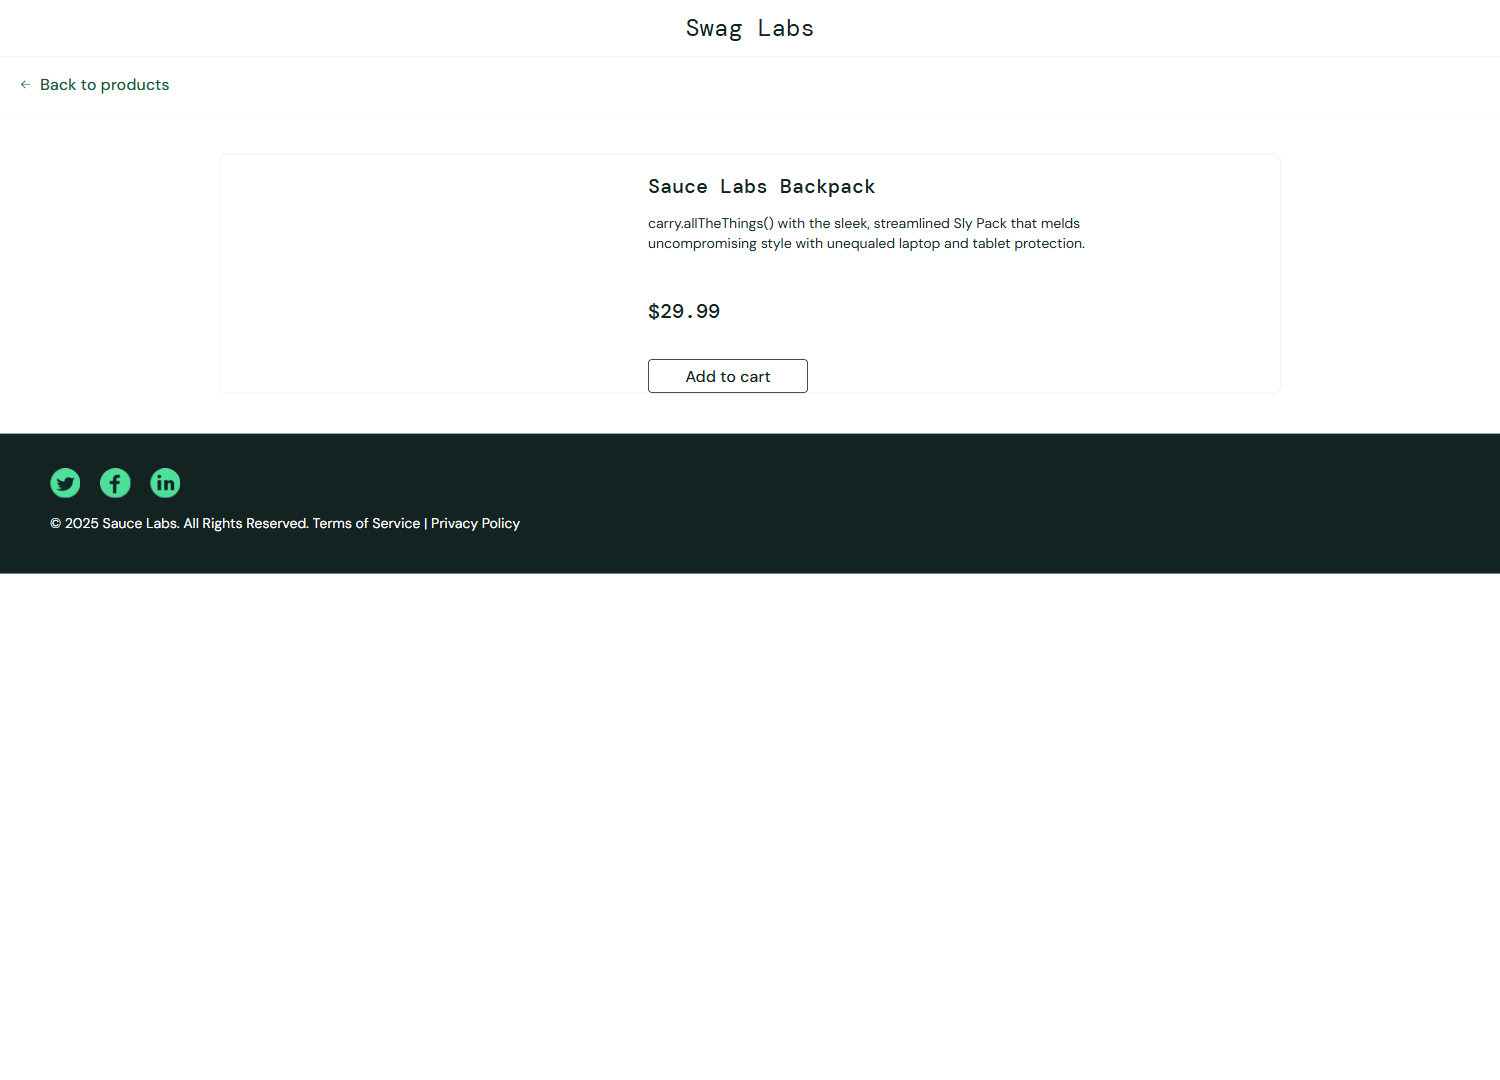 Swag Labs
Back to products
Sauce Labs Backpack
carry.allTheThings() with the sleek, streamlined Sly Pack that melds
uncompromising style with unequaled laptop and tablet protection.
$29.99
Add to cart
© 2025 Sauce Labs. All Rights Reserved. Terms of Service | Privacy Policy